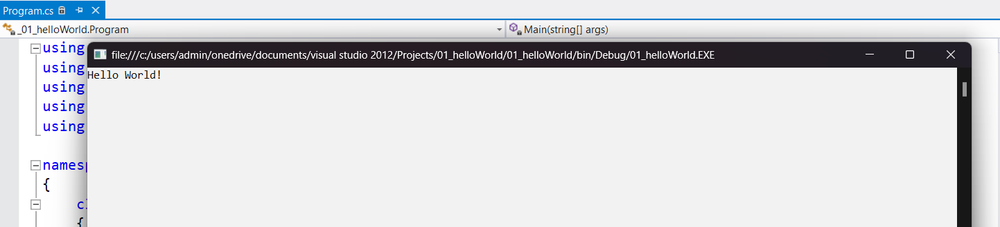 Program.cs
_01_helloWorld.Program
Main(string[] args)
using
file:///c:/users/admin/onedrive/documents/visual studio 2012/Projects/01_helloWorld/01_helloWorld/bin/Debug/01_helloWorld.EXE
using
Hello World!
using
using
using
namesp
{
cl
{